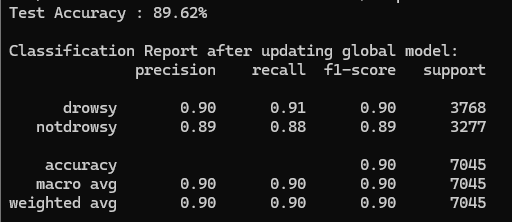 Test Accuracy : 89.62%
Classification Report after updating global model:
precision recall f1-score support
drowsy 0.90 0.91 0.90 3768
notdrowsy 0.89 0.88 0.89 3277
accuracy 0.90 7045
macro avg 0.90 0.90 0.90 7045
weighted avg 0.90 0.90 0.90 7045